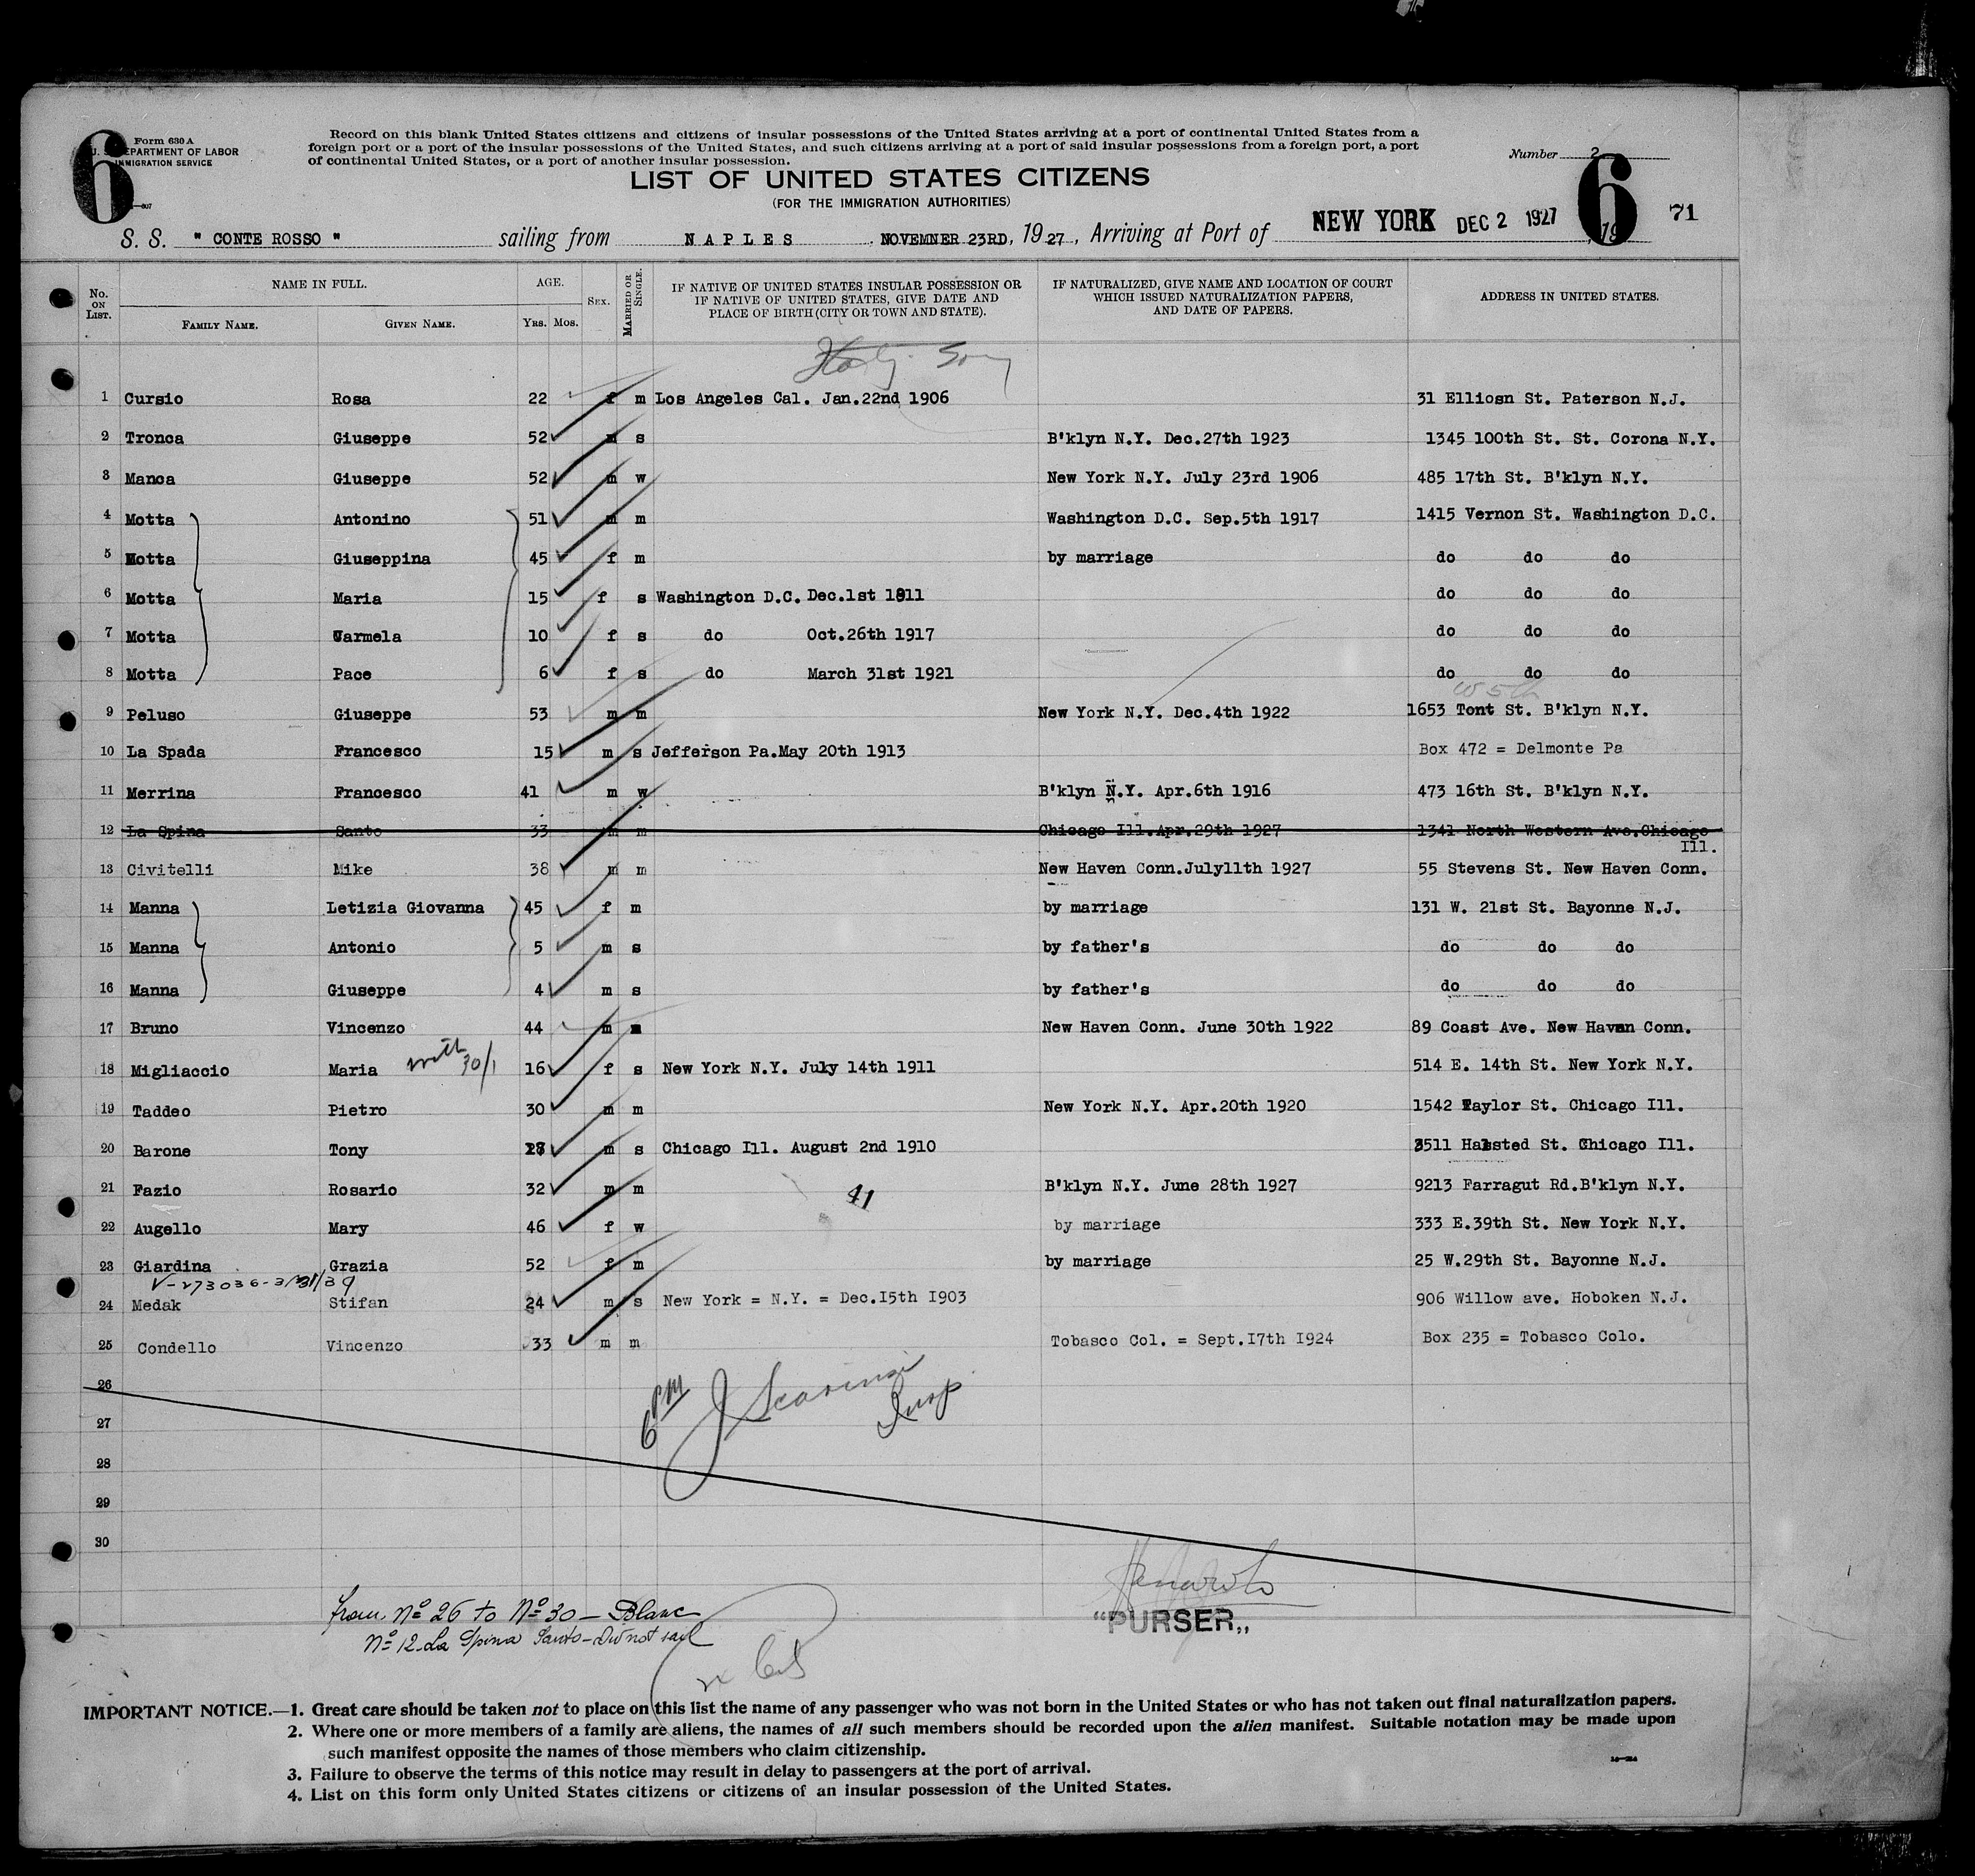 6
Form 630 A
U. S. DEPARTMENT OF LABOR
IMMIGRATION SERVICE
Record on this blank United States citizens and citizens of insular possessions of the United States arriving at a port of continental United States from a
foreign port or a port of the insular possessions of the United States, and such citizens arriving at a port of said insular possessions from a foreign port, a port
of continental United States, or a port of another insular possession.
Number 2
6
71
LIST OF UNITED STATES CITIZENS
(FOR THE IMMIGRATION AUTHORITIES)
S. S. " CONTE ROSSO " sailing from NAPLES , NOVEMNER 23RD, 1927, Arriving at Port of NEW YORK DEC 2 1927 , 19
No. ON LIST. NAME IN FULL. AGE. SEX. MARRIED OR SINGLE. IF NATIVE OF UNITED STATES INSULAR POSSESSION OR IF NATIVE OF UNITED STATES, GIVE DATE AND PLACE OF BIRTH (CITY OR TOWN AND STATE). IF NATURALIZED, GIVE NAME AND LOCATION OF COURT WHICH ISSUED NATURALIZATION PAPERS, AND DATE OF PAPERS. ADDRESS IN UNITED STATES.
FAMILY NAME. GIVEN NAME. YRS. MOS.
1 Cursio Rosa 22 f m Los Angeles Cal. Jan.22nd 1906 31 Elliosn St. Paterson N.J.
2 Tronca Giuseppe 52 m s B'klyn N.Y. Dec.27th 1923 1345 100th St. St. Corona N.Y.
3 Manca Giuseppe 52 m w New York N.Y. July 23rd 1906 485 17th St. B'klyn N.Y.
4 Motta Antonino 51 m m Washington D.C. Sep.5th 1917 1415 Vernon St. Washington D.C.
5 Motta Giuseppina 45 f m by marriage do do do
6 Motta Maria 15 f s Washington D.C. Dec.1st 1911 do do do
7 Motta Carmela 10 f s do Oct.26th 1917 do do do
8 Motta Pace 6 f s do March 31st 1921 do do do
W 5th
9 Peluso Giuseppe 53 m m New York N.Y. Dec.4th 1922 1653 Tont St. B'klyn N.Y.
10 La Spada Francesco 15 m s Jefferson Pa.May 20th 1913 Box 472 = Delmonte Pa
11 Merrina Francesco 41 m w B'klyn N.Y. Apr.6th 1916 473 16th St. B'klyn N.Y.
12 La Spina Santo 33 m m Chicago Ill.Apr.29th 1927 1341 North Western Ave.Chicago
Ill.
13 Civitelli Mike 38 m m New Haven Conn.July11th 1927 55 Stevens St. New Haven Conn.
14 Manna Letizia Giovanna 45 f m by marriage 131 W. 21st St. Bayonne N.J.
15 Manna Antonio 5 m s by father's do do do
16 Manna Giuseppe 4 m s by father's do do do
17 Bruno Vincenzo 44 m New Haven Conn. June 30th 1922 89 Coast Ave. New Haven Conn.
18 Migliaccio Maria with 30/1 16 f s New York N.Y. July 14th 1911 514 E. 14th St. New York N.Y.
19 Taddeo Pietro 30 m m New York N.Y. Apr.20th 1920 1542 Taylor St. Chicago Ill.
20 Barone Tony m s Chicago Ill. August 2nd 1910 3511 Halsted St. Chicago Ill.
21 Fazio Rosario 32 m m 41 B'klyn N.Y. June 28th 1927 9213 Farragut Rd.B'klyn N.Y.
22 Augello Mary 46 f w by marriage 333 E.39th St. New York N.Y.
23 Giardina Grazia 52 f m by marriage 25 W.29th St. Bayonne N.J.
V-273036-3/31/39
24 Medak Stifan 24 m s New York = N.Y. = Dec.15th 1903 906 Willow ave. Hoboken N.J.
25 Condello Vincenzo 33 m m Tobasco Col. = Sept.17th 1924 Box 235 = Tobasco Colo.
26
6 PM J Scarinsi Insp
27
28
29
30
from No 26 to No 30 - Blanc
No 12 La Spina Santo - Did not sail
"PURSER„
IMPORTANT NOTICE.—1. Great care should be taken not to place on this list the name of any passenger who was not born in the United States or who has not taken out final naturalization papers.
2. Where one or more members of a family are aliens, the names of all such members should be recorded upon the alien manifest. Suitable notation may be made upon
such manifest opposite the names of those members who claim citizenship.
3. Failure to observe the terms of this notice may result in delay to passengers at the port of arrival.
4. List on this form only United States citizens or citizens of an insular possession of the United States.